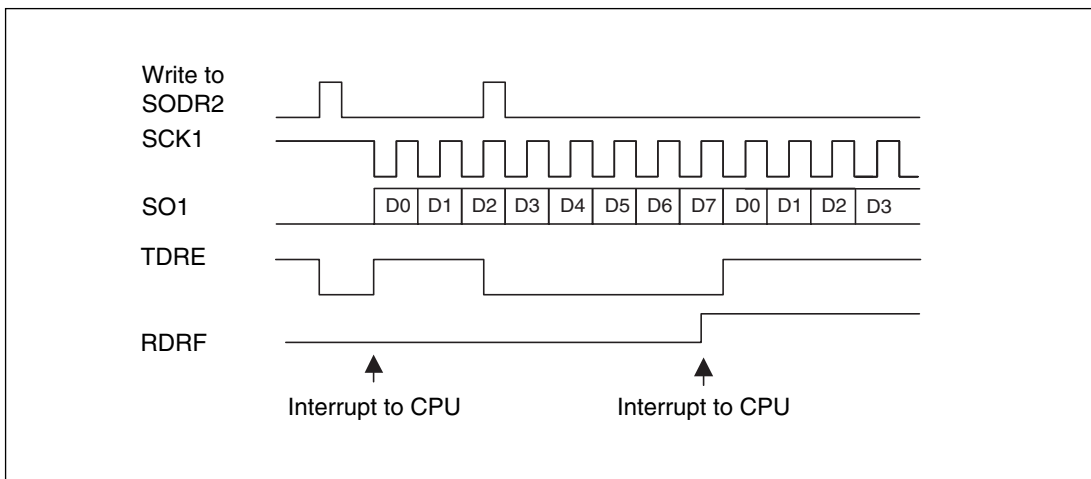 Write to
SODR2
SCK1
SO1
D0 D1 D2 D3 D4 D5 D6 D7 D0 D1 D2 D3
TDRE
RDRF
Interrupt to CPU Interrupt to CPU